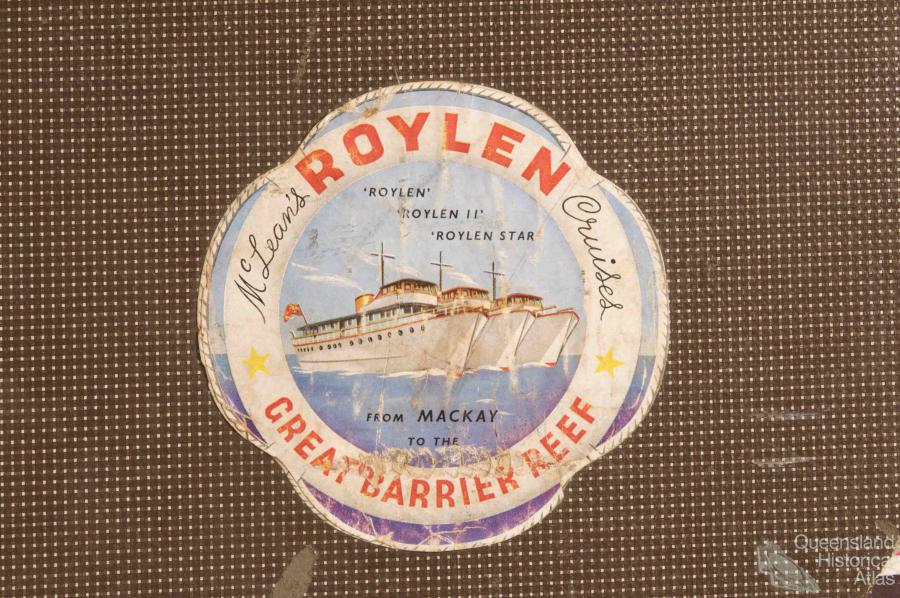 ROYLEN
McLean's
Cruises
'ROYLEN'
'ROYLEN II'
'ROYLEN STAR
FROM MACKAY
TO THE
GREAT BARRIER REEF
Queensland
Historical
Atlas